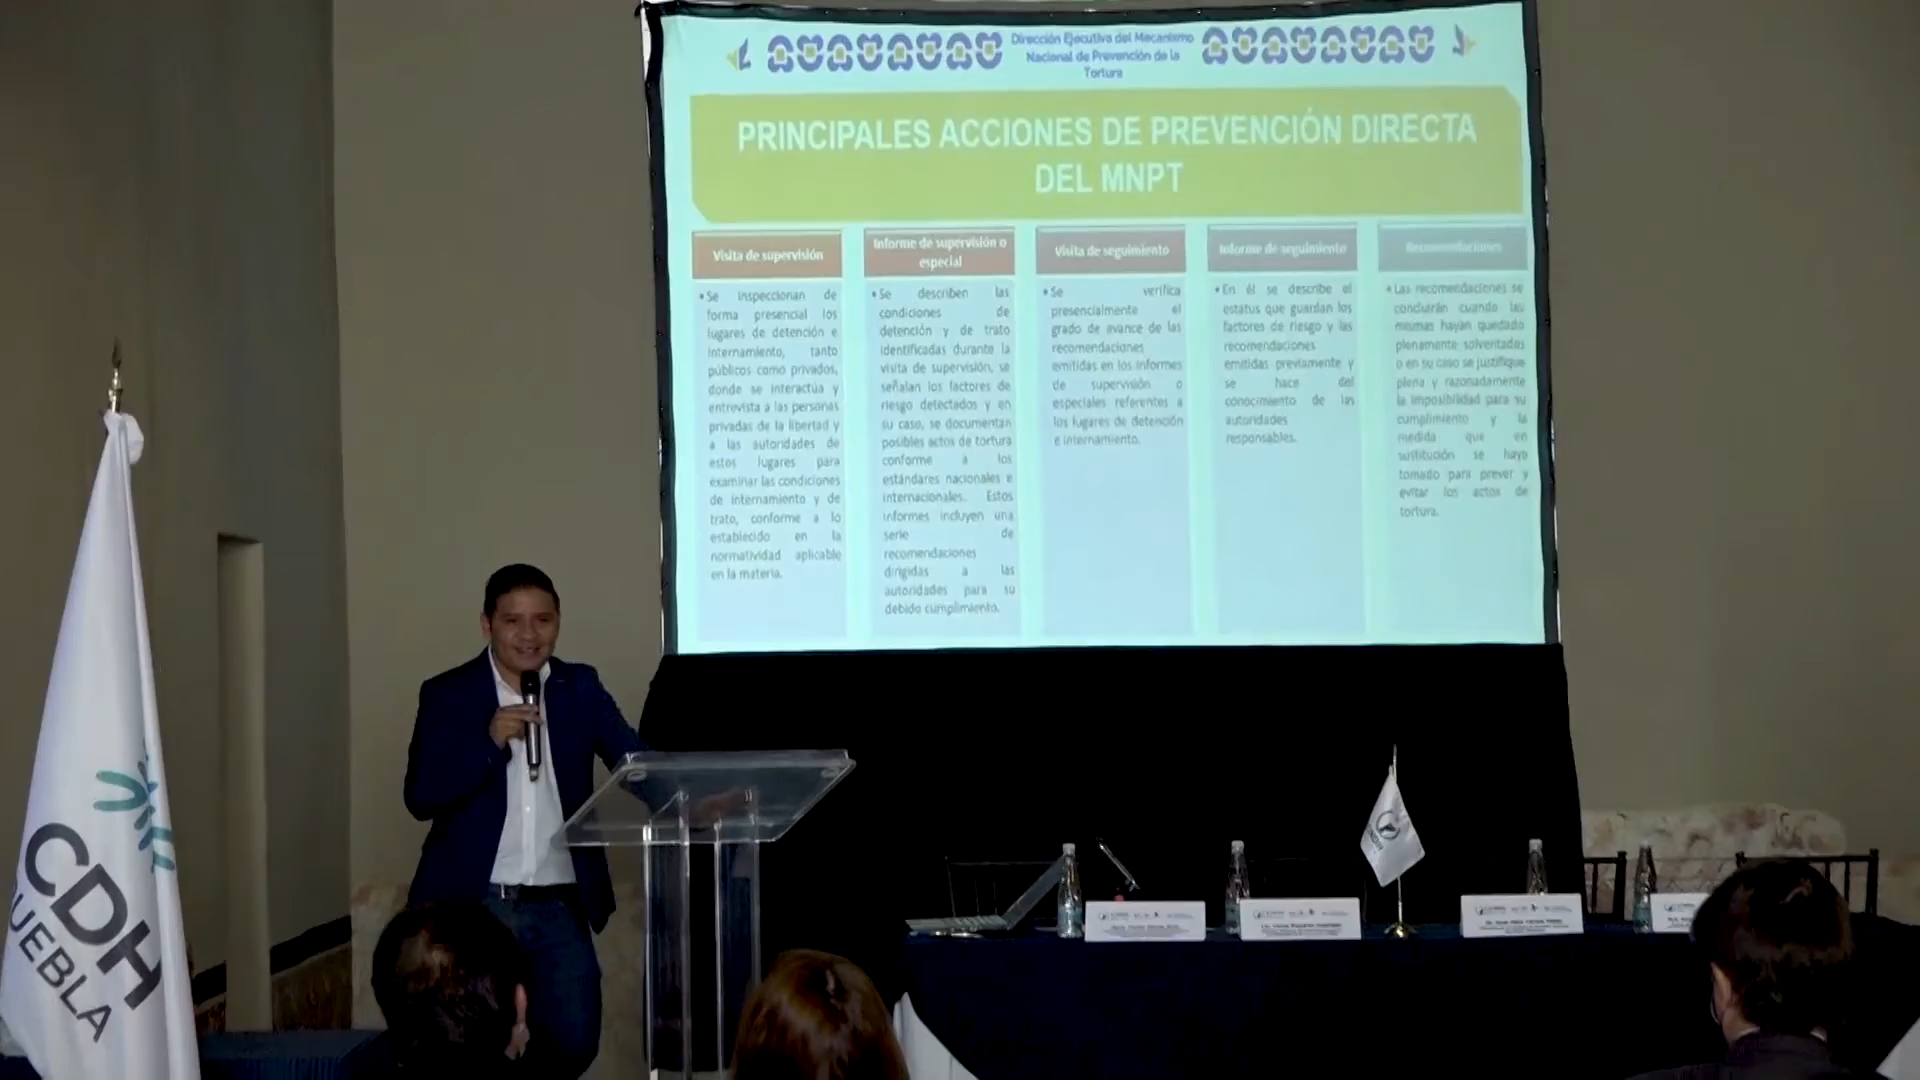 Dirección Ejecutiva del Mecanismo
Nacional de Prevención de la
Tortura
PRINCIPALES ACCIONES DE PREVENCIÓN DIRECTA
DEL MNPT
Visita de supervisión
• Se inspeccionan de
forma presencial los
lugares de detención e
internamiento, tanto
públicos como privados,
donde se interactúa y
entrevista a las personas
privadas de la libertad y
a las autoridades de
estos lugares para
examinar las condiciones
de internamiento y de
trato, conforme a lo
establecido en la
normatividad aplicable
en la materia.
Informe de supervisión o
especial
• Se describen las
condiciones de
detención y de trato
identificadas durante la
visita de supervisión, se
señalan los factores de
riesgo detectados y en
su caso, se documentan
posibles actos de tortura
conforme a los
estándares nacionales e
internacionales. Estos
informes incluyen una
serie de
recomendaciones
dirigidas a las
autoridades para su
debido cumplimiento.
Visita de seguimiento
• Se verifica
presencialmente el
grado de avance de las
recomendaciones
emitidas en los informes
de supervisión o
especiales referentes a
los lugares de detención
e internamiento.
Informe de seguimiento
• En él se describe el
estatus que guardan los
factores de riesgo y las
recomendaciones
emitidas previamente y
se hace del
conocimiento de las
autoridades
responsables.
Recomendaciones
• Las recomendaciones se
concluirán cuando las
mismas hayan quedado
plenamente solventadas
o en su caso se justifique
plena y razonadamente
la imposibilidad para su
cumplimiento y la
medida que en
sustitución se haya
tomado para prever y
evitar los actos de
tortura.
CDH
PUEBLA